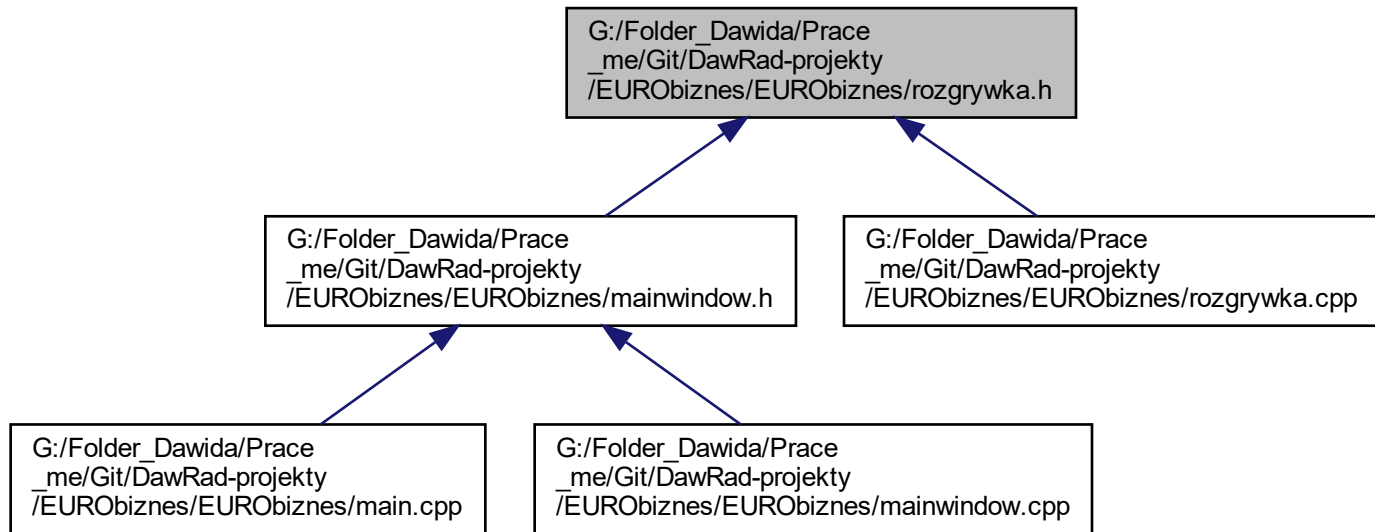 G:/Folder_Dawida/Prace
_me/Git/DawRad-projekty
/EURObiznes/EURObiznes/rozgrywka.h
G:/Folder_Dawida/Prace
_me/Git/DawRad-projekty
/EURObiznes/EURObiznes/mainwindow.h
G:/Folder_Dawida/Prace
_me/Git/DawRad-projekty
/EURObiznes/EURObiznes/rozgrywka.cpp
G:/Folder_Dawida/Prace
_me/Git/DawRad-projekty
/EURObiznes/EURObiznes/main.cpp
G:/Folder_Dawida/Prace
_me/Git/DawRad-projekty
/EURObiznes/EURObiznes/mainwindow.cpp